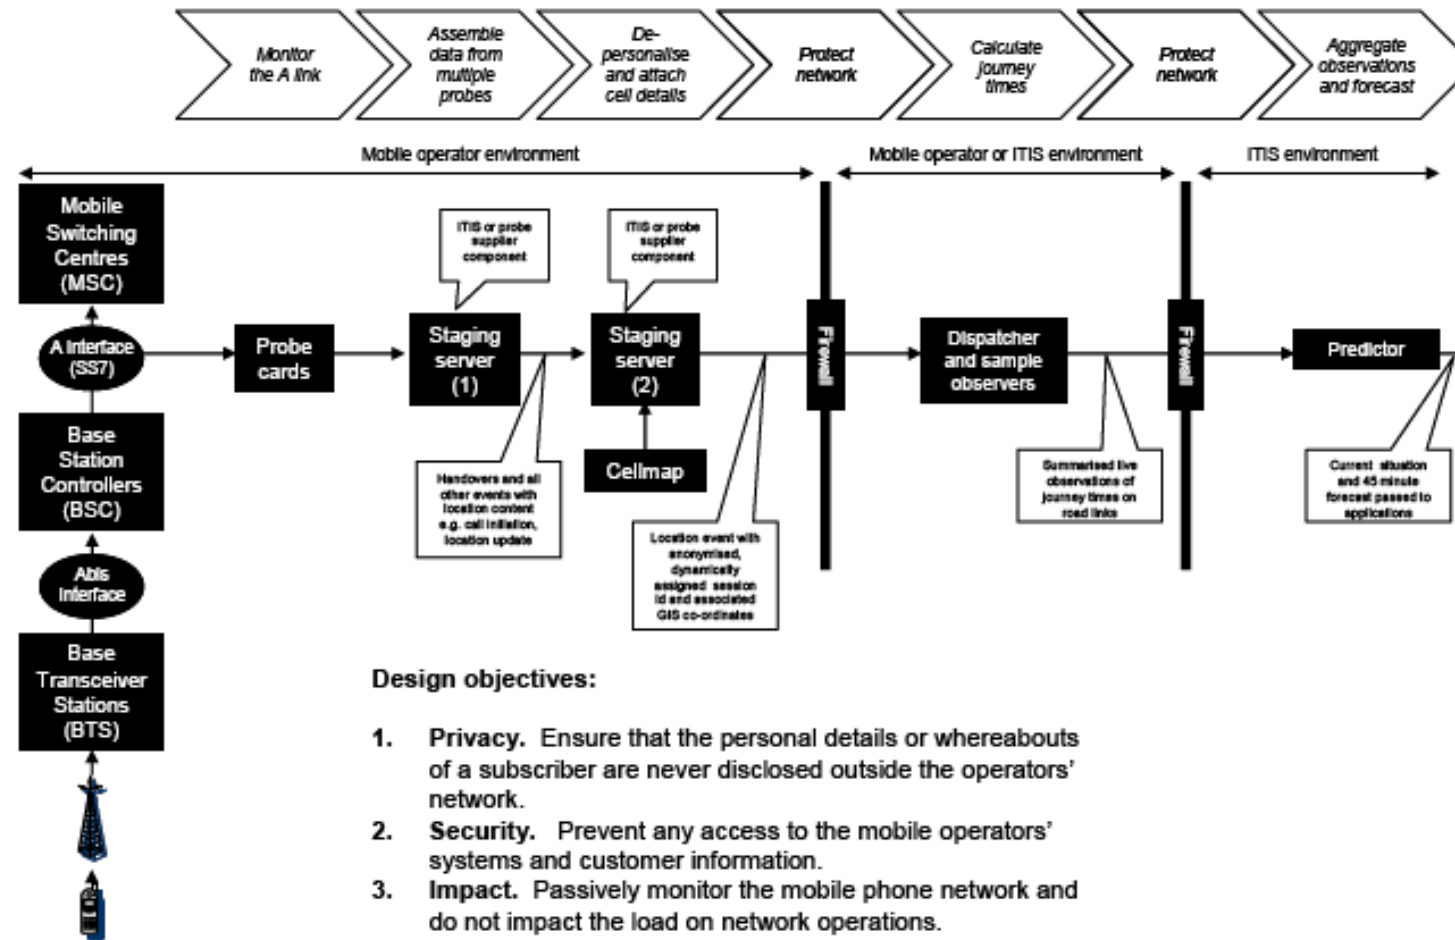 Monitor
the A link
Assemble
data from
multiple
probes
De-
personalise
and attach
cell details
Protect
network
Calculate
journey
times
Protect
network
Aggregate
observations
and forecast
Mobile operator environment
Mobile operator or ITIS environment
ITIS environment
Mobile
Switching
Centres
(MSC)
A Interface
(SS7)
Base
Station
Controllers
(BSC)
Abis
Interface
Base
Transceiver
Stations
(BTS)
Probe
cards
ITIS or probe
supplier
component
Staging
server
(1)
Handovers and all
other events with
location content
e.g. call initiation,
location update
ITIS or probe
supplier
component
Staging
server
(2)
Cellmap
Location event with
anonymised,
dynamically
assigned session
id and associated
GIS co-ordinates
Firewall
Dispatcher
and sample
observers
Summarised live
observations of
journey times on
road links
Firewall
Predictor
Current situation
and 45 minute
forecast passed to
applications
Design objectives:
1. Privacy. Ensure that the personal details or whereabouts
of a subscriber are never disclosed outside the operators'
network.
2. Security. Prevent any access to the mobile operators'
systems and customer information.
3. Impact. Passively monitor the mobile phone network and
do not impact the load on network operations.